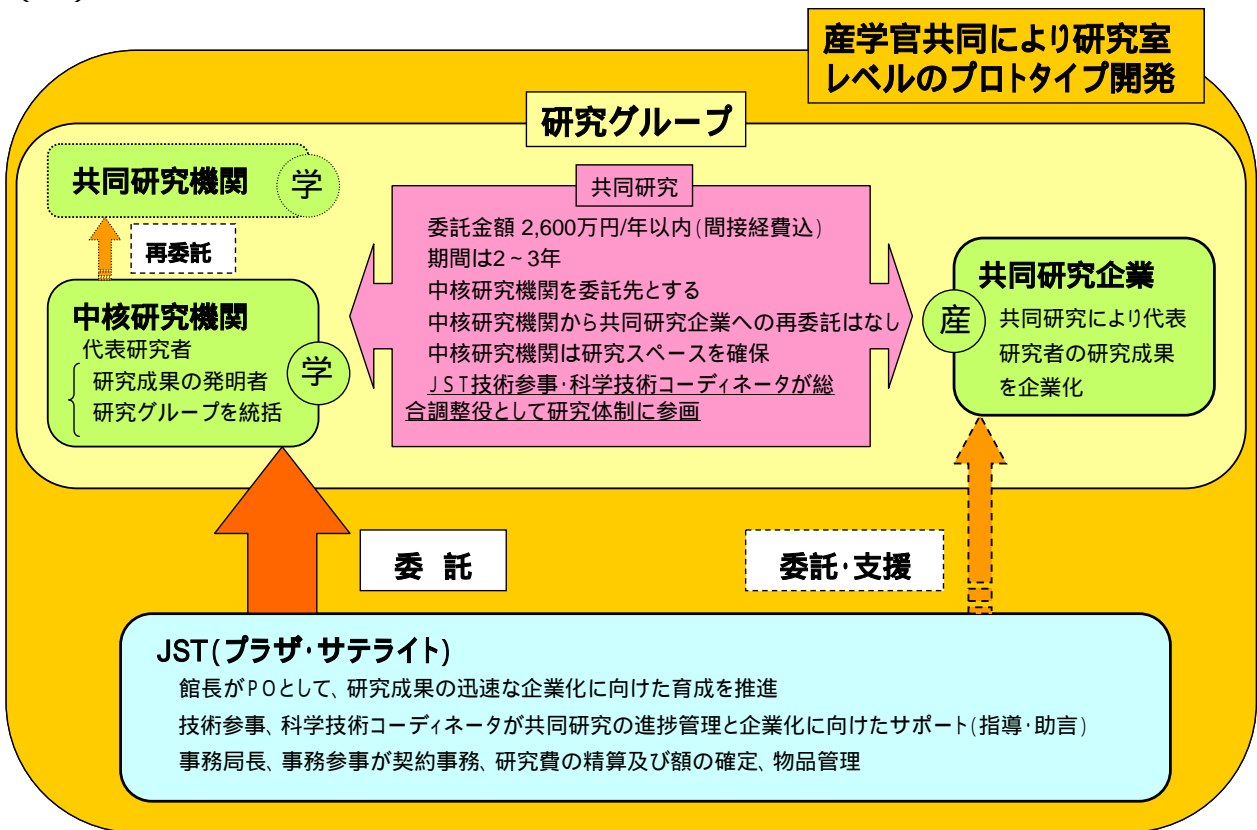 産学官共同により研究室
レベルのプロトタイプ開発
研究グループ
共同研究機関
学
再委託
中核研究機関
代表研究者
研究成果の発明者
研究グループを統括
学
共同研究
委託金額 2,600万円/年以内(間接経費込)
期間は2~3年
中核研究機関を委託先とする
中核研究機関から共同研究企業への再委託はなし
中核研究機関は研究スペースを確保
JST技術参事・科学技術コーディネータが総
合調整役として研究体制に参画
共同研究企業
産
共同研究により代表
研究者の研究成果
を企業化
委 託
委託・支援
JST(プラザ・サテライト)
館長がPOとして、研究成果の迅速な企業化に向けた育成を推進
技術参事、科学技術コーディネータが共同研究の進捗管理と企業化に向けたサポート(指導・助言)
事務局長、事務参事が契約事務、研究費の精算及び額の確定、物品管理